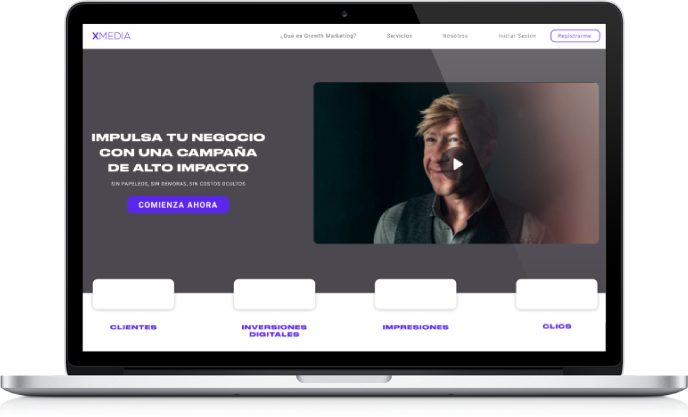 XMEDIA
¿Qué es Growth Marketing?
Servicios
Nosotros
Iniciar Sesión
Registrarme
IMPULSA TU NEGOCIO
CON UNA CAMPAÑA
DE ALTO IMPACTO
SIN PAPELEOS, SIN DEMORAS, SIN COSTOS OCULTOS
COMIENZA AHORA
CLIENTES
INVERSIONES
DIGITALES
IMPRESIONES
CLICS